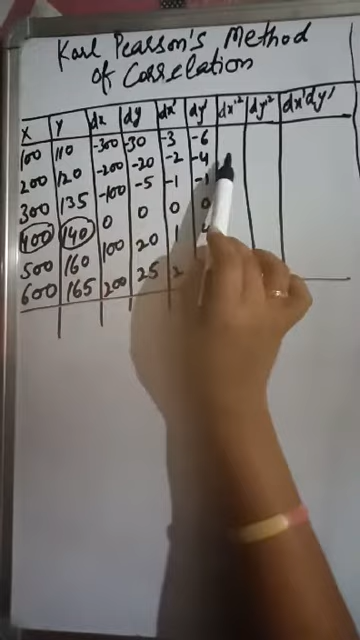 Karl Pearson's Method
of Correlation
X Y dx dy dx' dy' dx'² dy'² dx'dy'
100 110 -300 -30 -3 -6
200 120 -200 -20 -2 -4
300 135 -100 -5 -1 -1
400 140 0 0 0 0
500 160 100 20 1
600 165 200 25 2